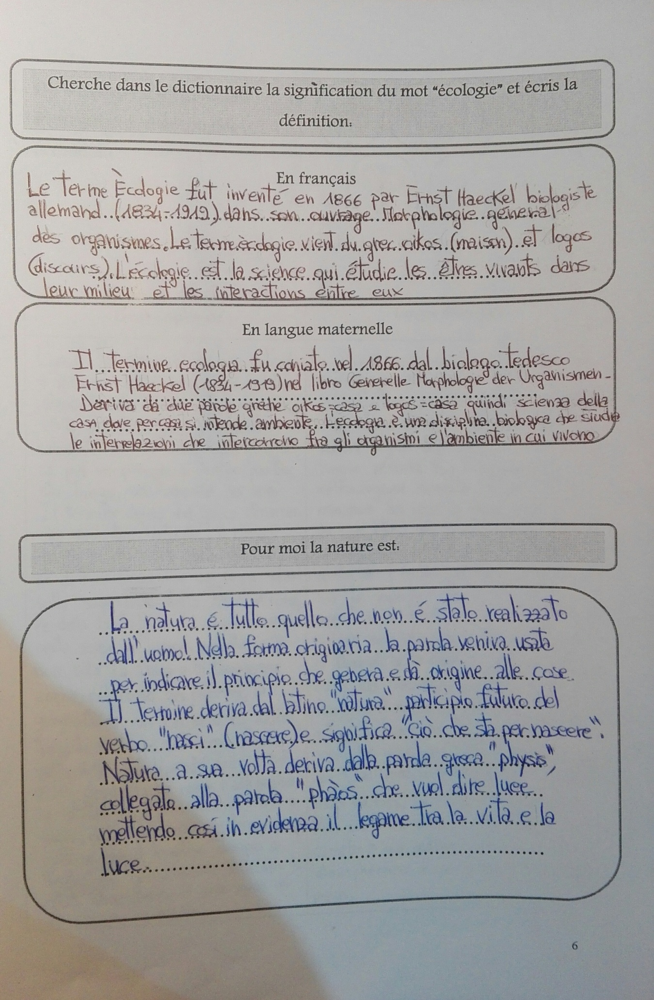 Cherche dans le dictionnaire la signification du mot “écologie” et écris la
définition:
En français
Le terme Ècologie fut inventé en 1866 par Ernst Haeckel biologiste
allemand (1834-1919) dans son ouvrage Morphologie général
des organismes. Le terme ècologie vient du grec oikos (maison) et logos
(discours). L'écologie est la science qui étudie les êtres vivants dans
leur milieu et les interactions entre eux
En langue maternelle
Il termine ecologia fu coniato nel 1866 dal biologo tedesco
Ernst Haeckel (1834-1919) nel libro Generelle Morphologie der Organismen-
Deriva da due parole greche oikos=casa e logos=casa quindi scienza della
casa dove per casa si intende ambiente. L'ecologia è una disciplina biologica che studia
le interrelazioni che intercorrono fra gli organismi e l'ambiente in cui vivono
Pour moi la nature est:
La natura é tutto quello che non é stato realizzato
dall'uomo! Nella forma originaria la parola veniva usata
per indicare il principio che genera e dà origine alle cose
Il termine deriva dal latino "natura" participio futuro del
verbo "nasci" (nascere) e significa "ciò che sta per nascere".
Natura a sua volta deriva dalla parola greca "physis",
collegato alla parola "phàos" che vuol dire luce
mettendo cosí in evidenza il legame tra la vita e la
luce.
6